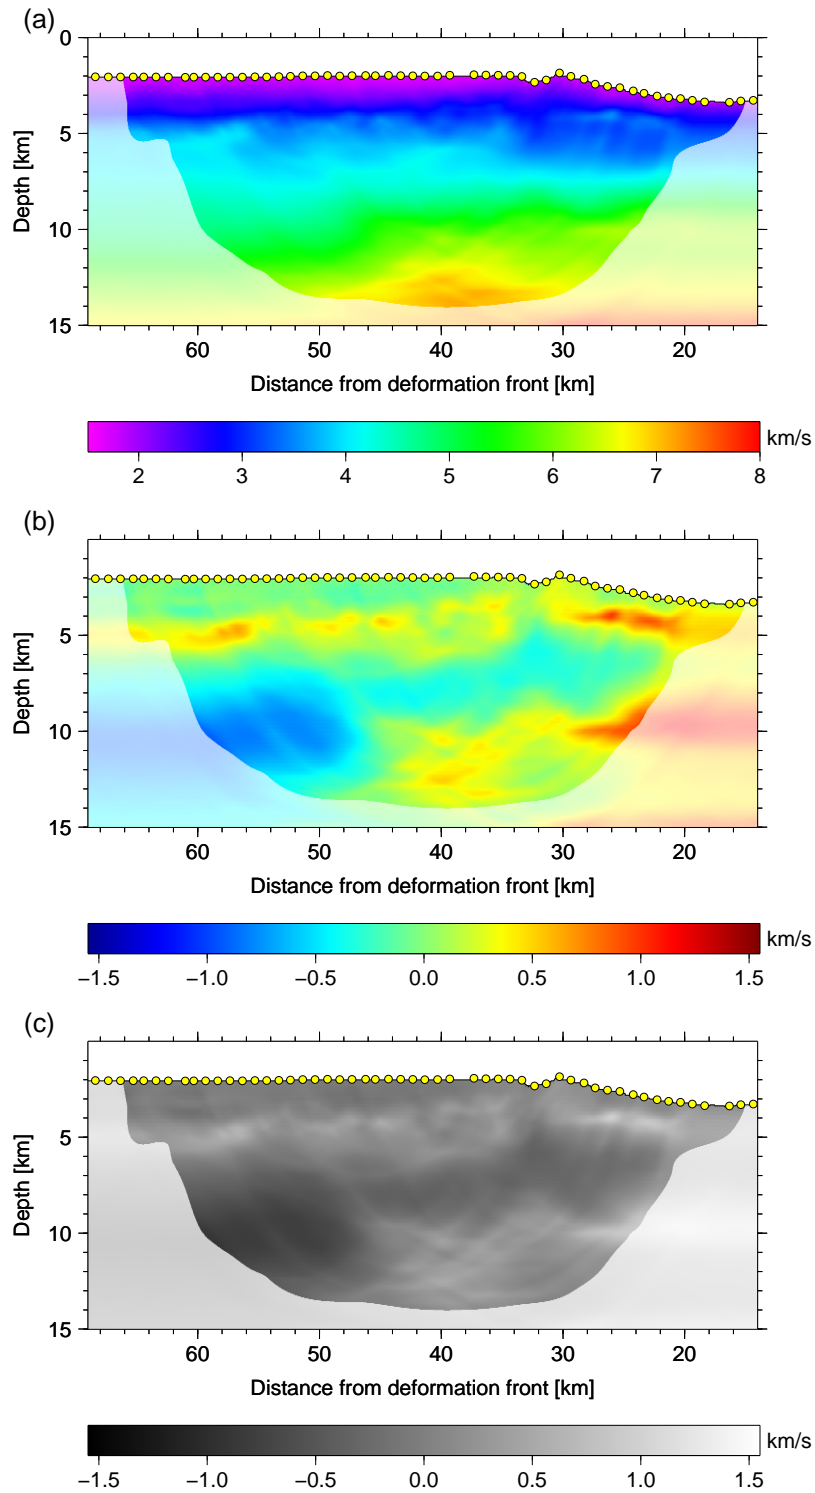 (a)
0
5
10
15
Depth [km]
60 50 40 30 20
Distance from deformation front [km]
km/s
2 3 4 5 6 7 8
(b)
5
10
15
Depth [km]
60 50 40 30 20
Distance from deformation front [km]
km/s
−1.5 −1.0 −0.5 0.0 0.5 1.0 1.5
(c)
5
10
15
Depth [km]
60 50 40 30 20
Distance from deformation front [km]
km/s
−1.5 −1.0 −0.5 0.0 0.5 1.0 1.5